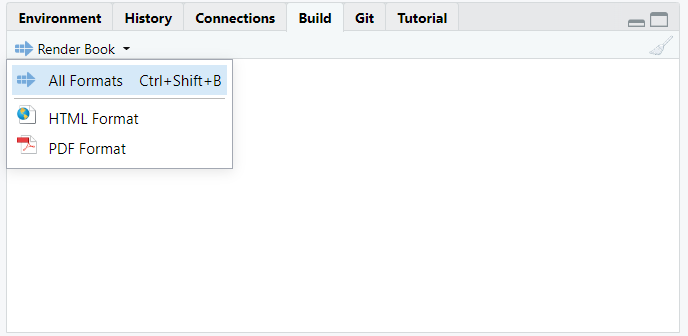 Environment History Connections Build Git Tutorial
Render Book
All Formats Ctrl+Shift+B
HTML Format
PDF Format